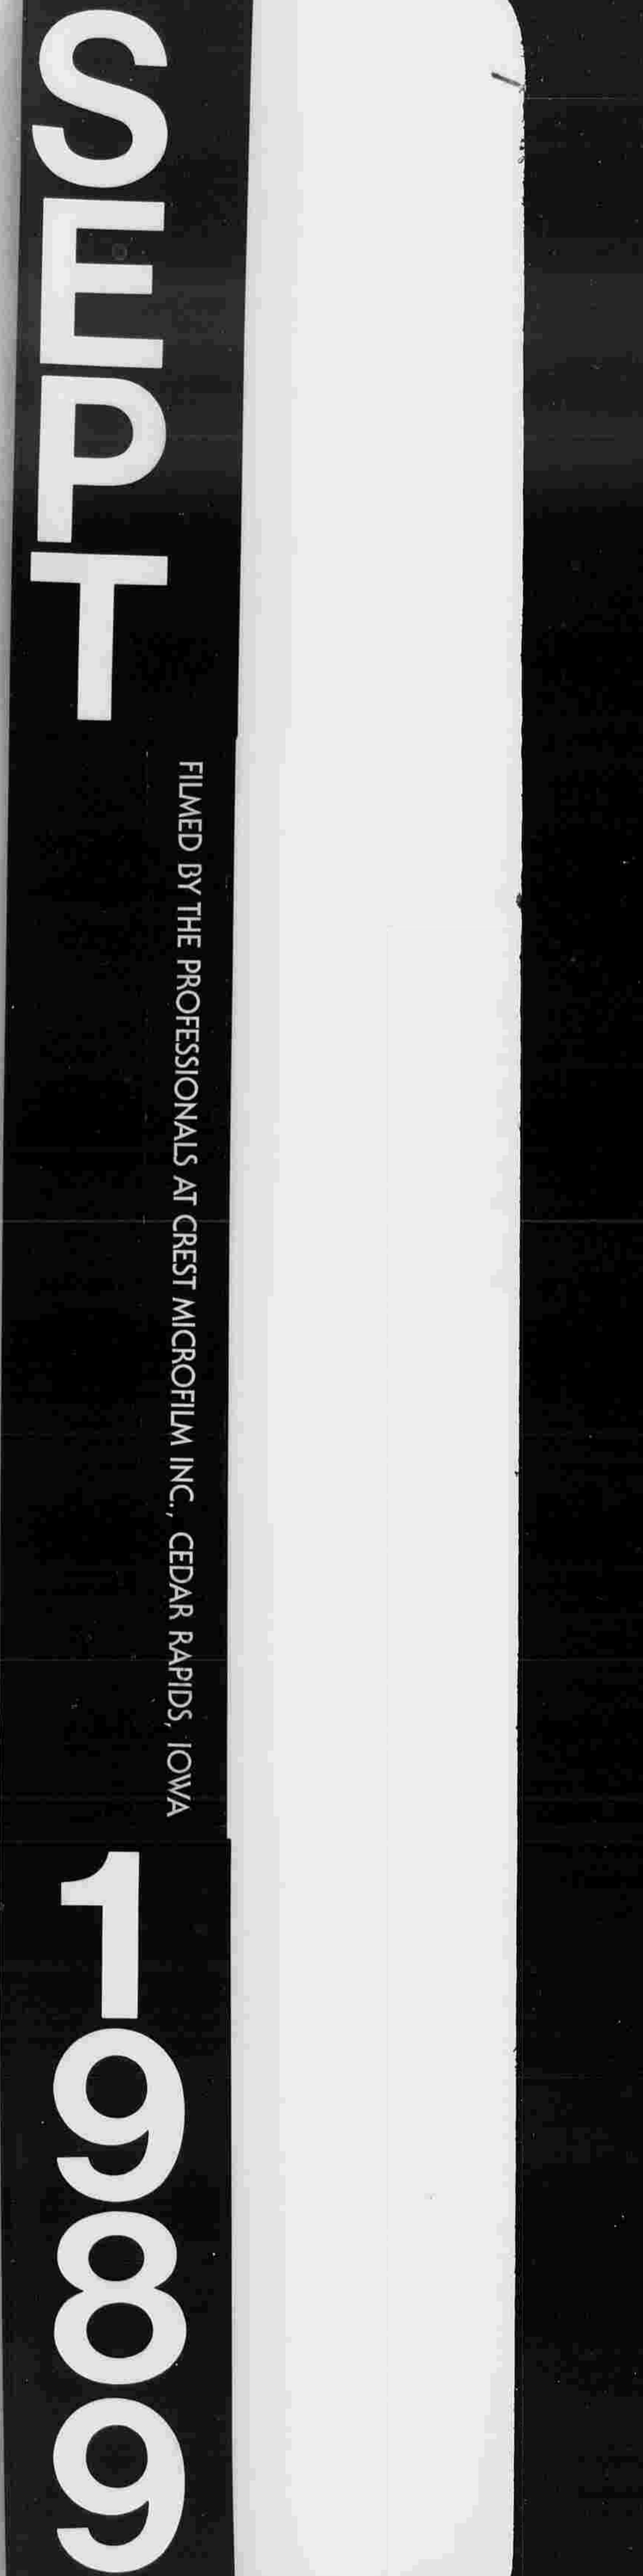 SEPT
FILMED BY THE PROFESSIONALS AT CREST MICROFILM INC., CEDAR RAPIDS, IOWA
1989